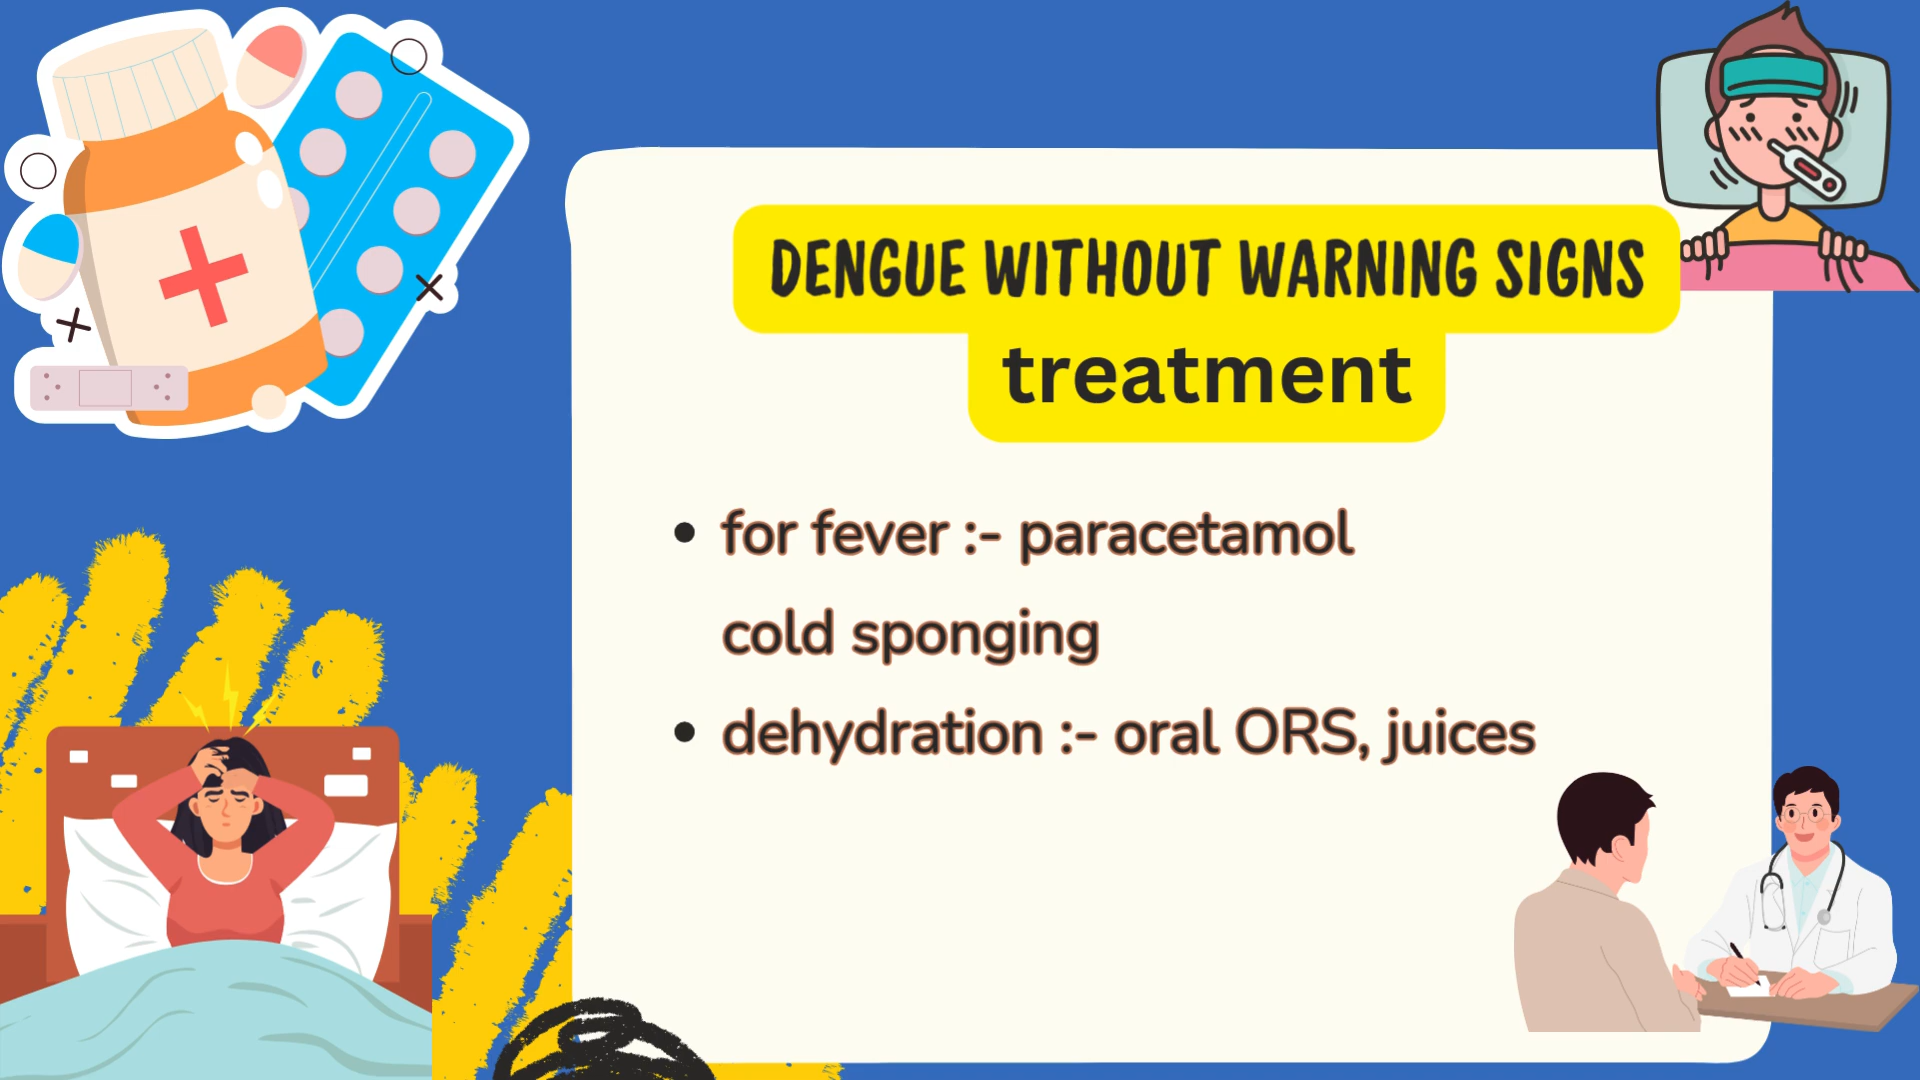 DENGUE WITHOUT WARNING SIGNS
treatment
• for fever :- paracetamol
cold sponging
• dehydration :- oral ORS, juices